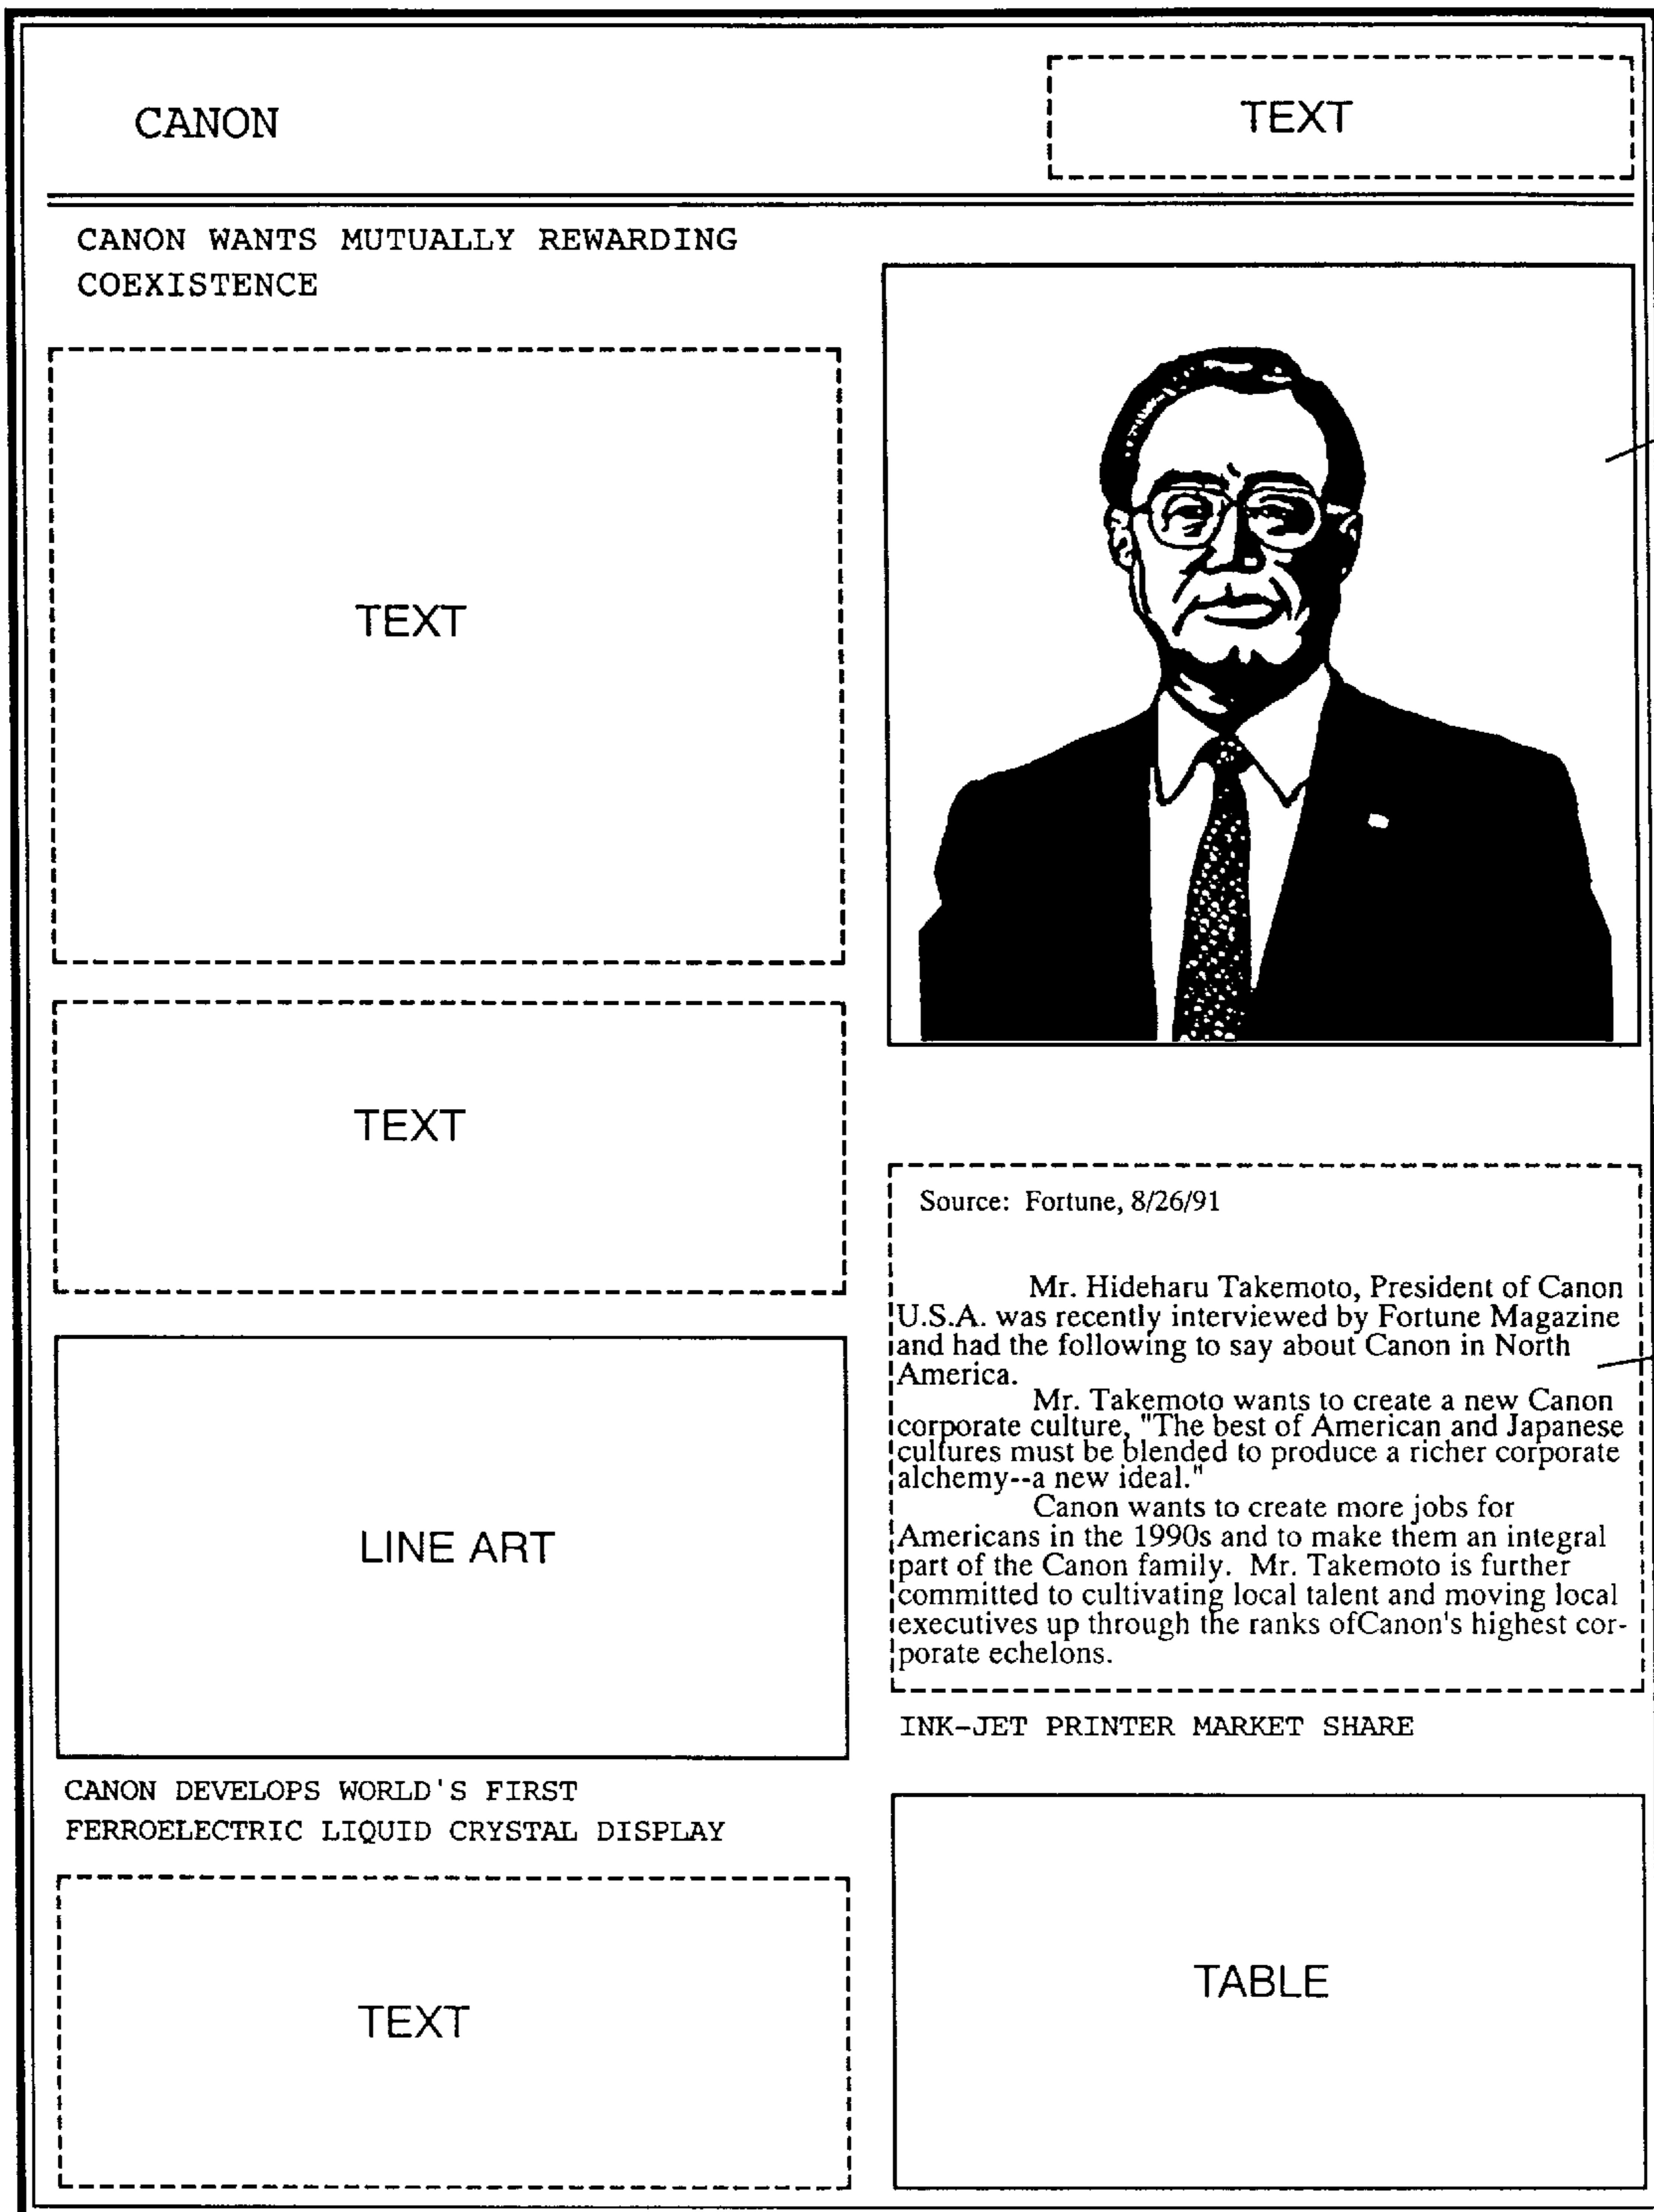 CANON
TEXT
CANON WANTS MUTUALLY REWARDING
COEXISTENCE
TEXT
TEXT
LINE ART
CANON DEVELOPS WORLD'S FIRST
FERROELECTRIC LIQUID CRYSTAL DISPLAY
TEXT
Source: Fortune, 8/26/91
Mr. Hideharu Takemoto, President of Canon
U.S.A. was recently interviewed by Fortune Magazine
and had the following to say about Canon in North
America.
Mr. Takemoto wants to create a new Canon
corporate culture, "The best of American and Japanese
cultures must be blended to produce a richer corporate
alchemy--a new ideal."
Canon wants to create more jobs for
Americans in the 1990s and to make them an integral
part of the Canon family. Mr. Takemoto is further
committed to cultivating local talent and moving local
executives up through the ranks ofCanon's highest cor-
porate echelons.
INK-JET PRINTER MARKET SHARE
TABLE